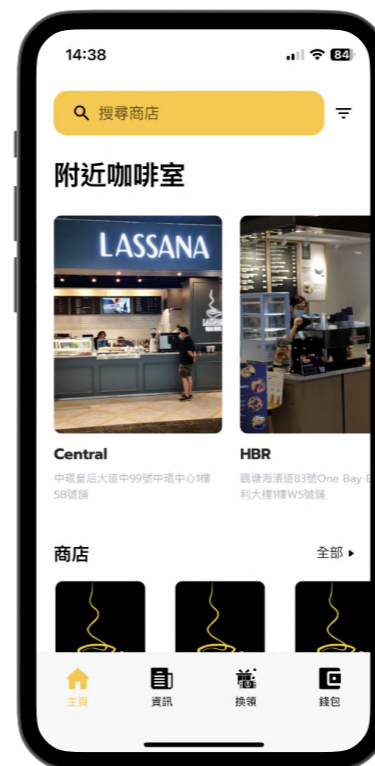 14:38
84
搜尋商店
附近咖啡室
LASSANA
Central
中環皇后大道中99號中環中心1樓
5B號舖
HBR
觀塘海濱道83號One Bay E
利大樓1樓W5號舖
商店
全部
主頁
資訊
換領
錢包